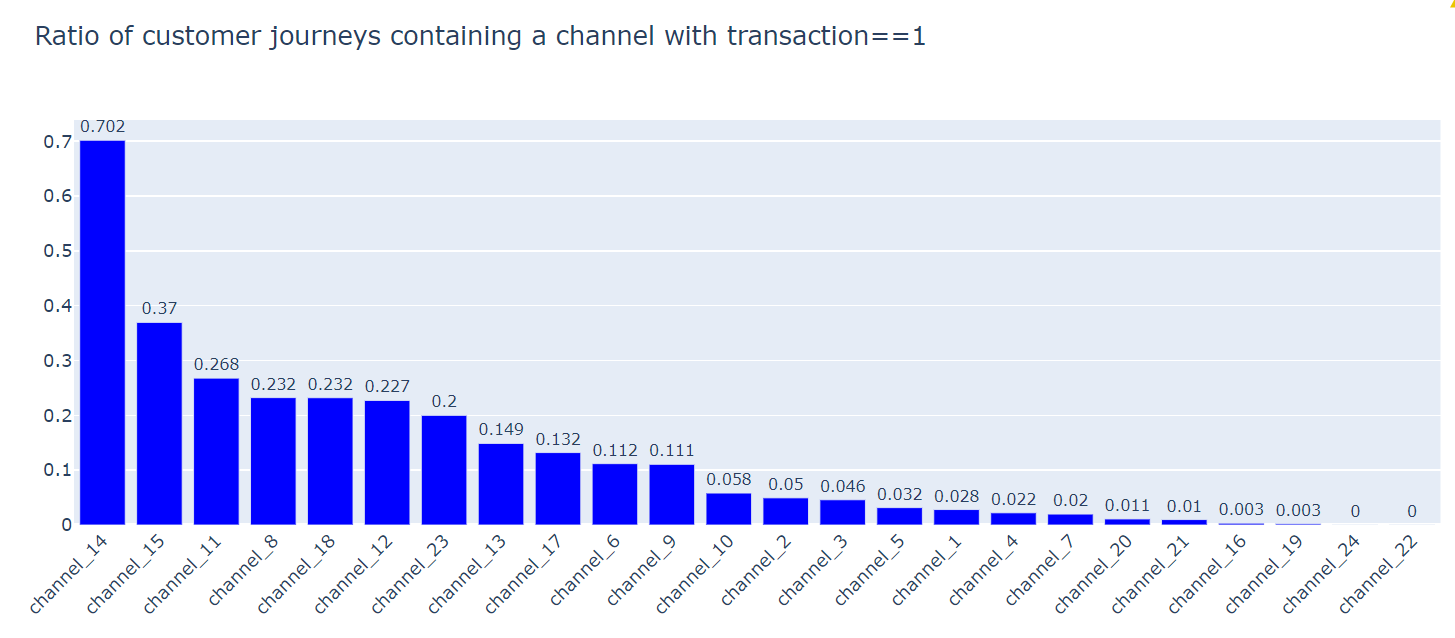 Ratio of customer journeys containing a channel with transaction==1
0.7
0.6
0.5
0.4
0.3
0.2
0.1
0
0.702
0.37
0.268
0.232
0.232
0.227
0.2
0.149
0.132
0.112
0.111
0.058
0.05
0.046
0.032
0.028
0.022
0.02
0.011
0.01
0.003
0.003
0
0
channel_14
channel_15
channel_11
channel_8
channel_18
channel_12
channel_23
channel_13
channel_17
channel_6
channel_9
channel_10
channel_2
channel_3
channel_5
channel_1
channel_4
channel_7
channel_20
channel_21
channel_16
channel_19
channel_24
channel_22